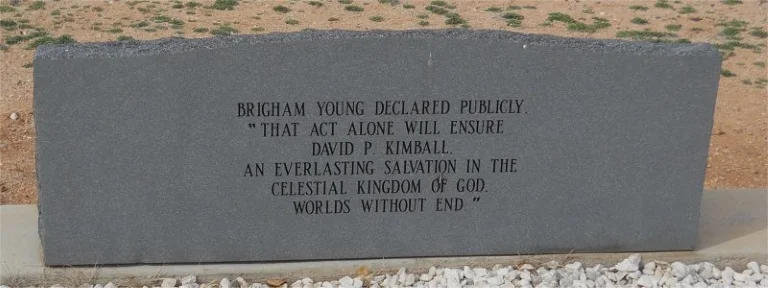 BRIGHAM YOUNG DECLARED PUBLICLY.
"THAT ACT ALONE WILL ENSURE
DAVID P. KIMBALL.
AN EVERLASTING SALVATION IN THE
CELESTIAL KINGDOM OF GOD.
WORLDS WITHOUT END."